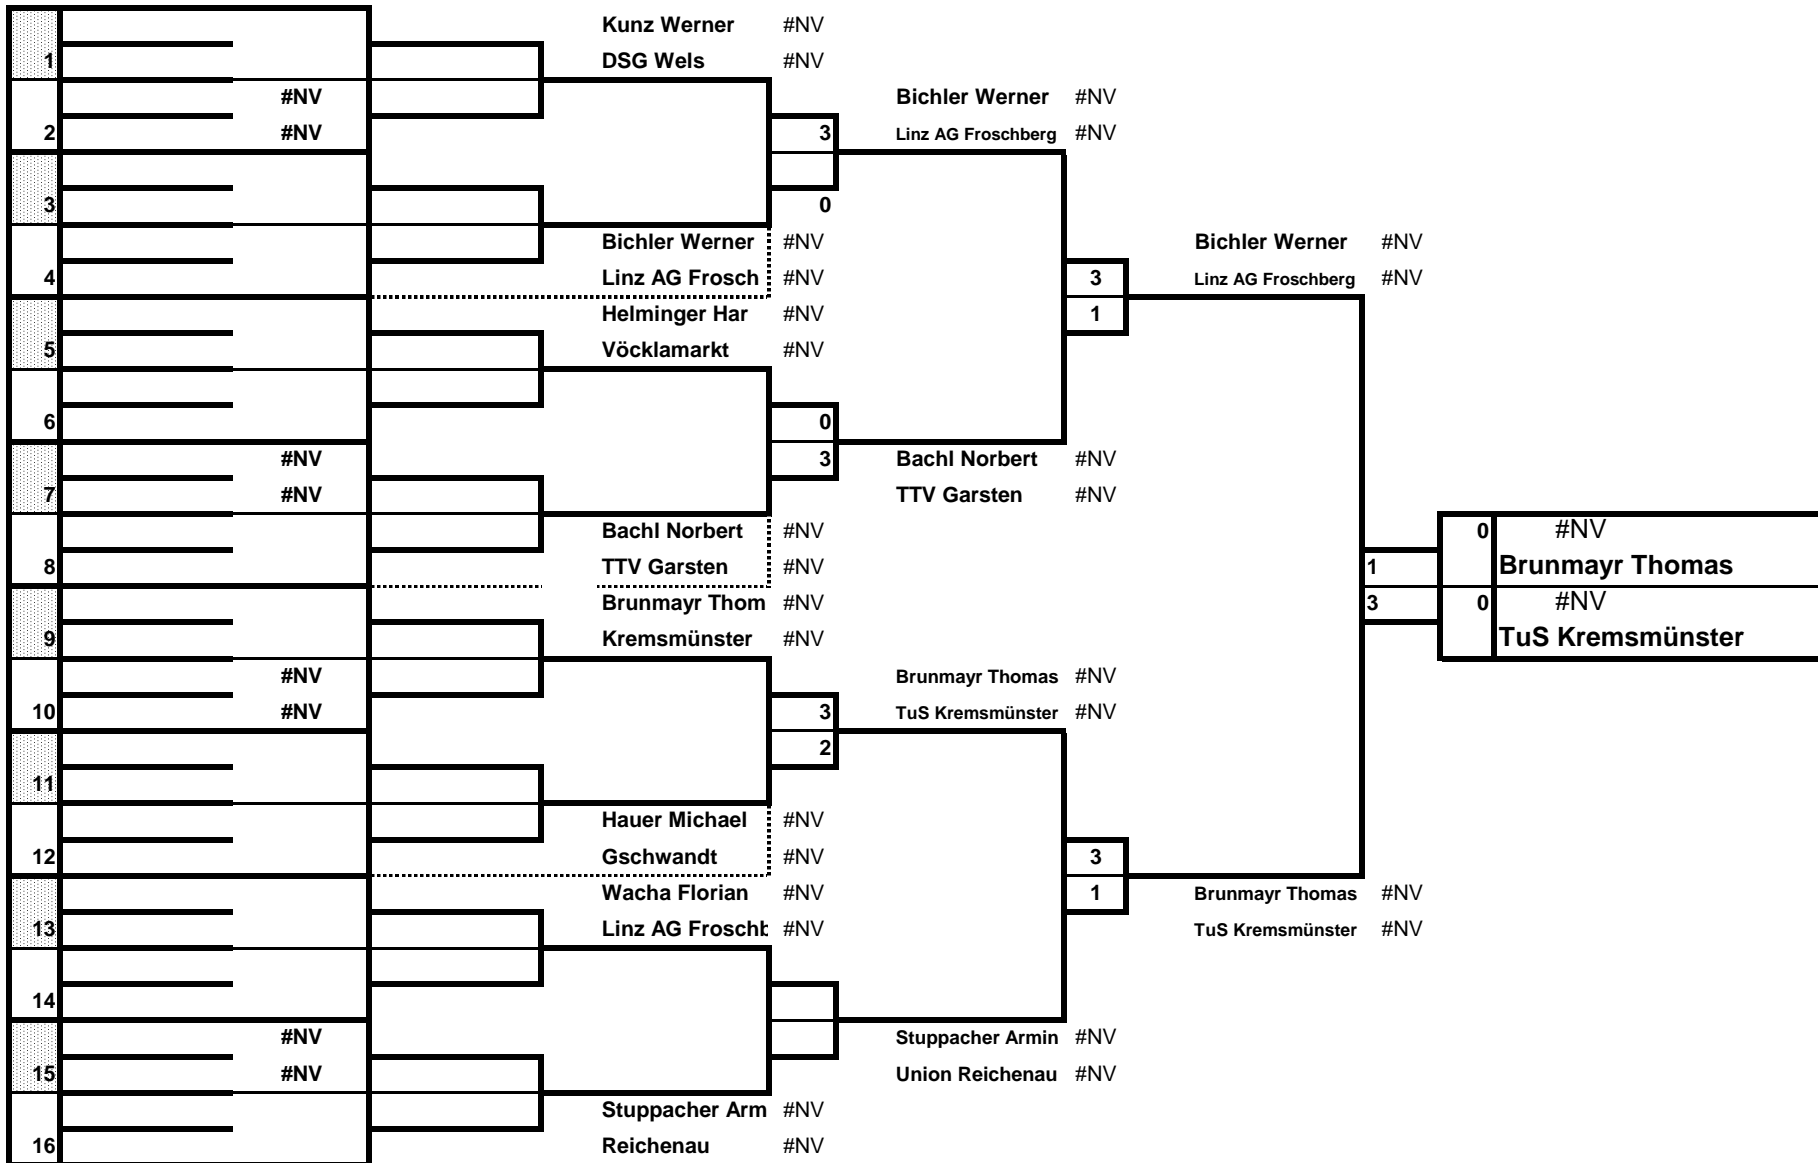 Kunz Werner #NV
1 DSG Wels #NV
#NV Bichler Werner #NV
2 #NV 3 Linz AG Froschberg #NV
3 0
Bichler Werner #NV Bichler Werner #NV
4 Linz AG Frosch #NV 3 Linz AG Froschberg #NV
Helminger Har #NV 1
5 Vöcklamarkt #NV
6 0
#NV 3 Bachl Norbert #NV
7 #NV TTV Garsten #NV
Bachl Norbert #NV 0 #NV
8 TTV Garsten #NV 1 Brunmayr Thomas
Brunmayr Thom #NV 3 0 #NV
9 Kremsmünster #NV TuS Kremsmünster
#NV Brunmayr Thomas #NV
10 #NV 3 TuS Kremsmünster #NV
2
11
Hauer Michael #NV
12 Gschwandt #NV 3
Wacha Florian #NV 1 Brunmayr Thomas #NV
13 Linz AG Froschb #NV TuS Kremsmünster #NV
14
#NV Stuppacher Armin #NV
15 #NV Union Reichenau #NV
Stuppacher Arm #NV
16 Reichenau #NV